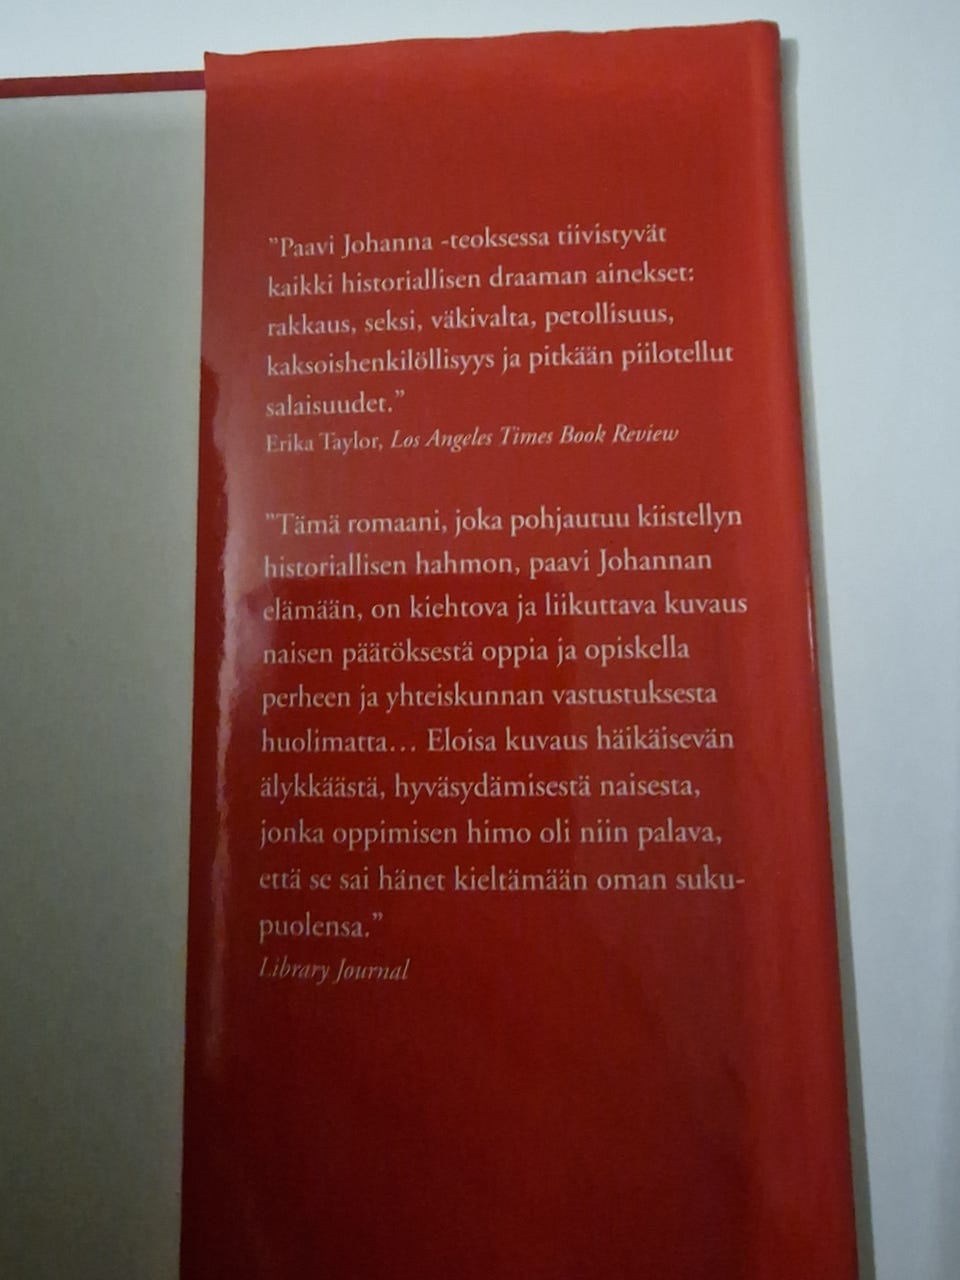 ”Paavi Johanna -teoksessa tiivistyvät
kaikki historiallisen draaman ainekset:
rakkaus, seksi, väkivalta, petollisuus,
kaksoishenkilöllisyys ja pitkään piilotellut
salaisuudet.”
Erika Taylor, Los Angeles Times Book Review
”Tämä romaani, joka pohjautuu kiistellyn
historiallisen hahmon, paavi Johannan
elämään, on kiehtova ja liikuttava kuvaus
naisen päätöksestä oppia ja opiskella
perheen ja yhteiskunnan vastustuksesta
huolimatta… Eloisa kuvaus häikäisevän
älykkäästä, hyväsydämisestä naisesta,
jonka oppimisen himo oli niin palava,
että se sai hänet kieltämään oman suku-
puolensa.”
Library Journal